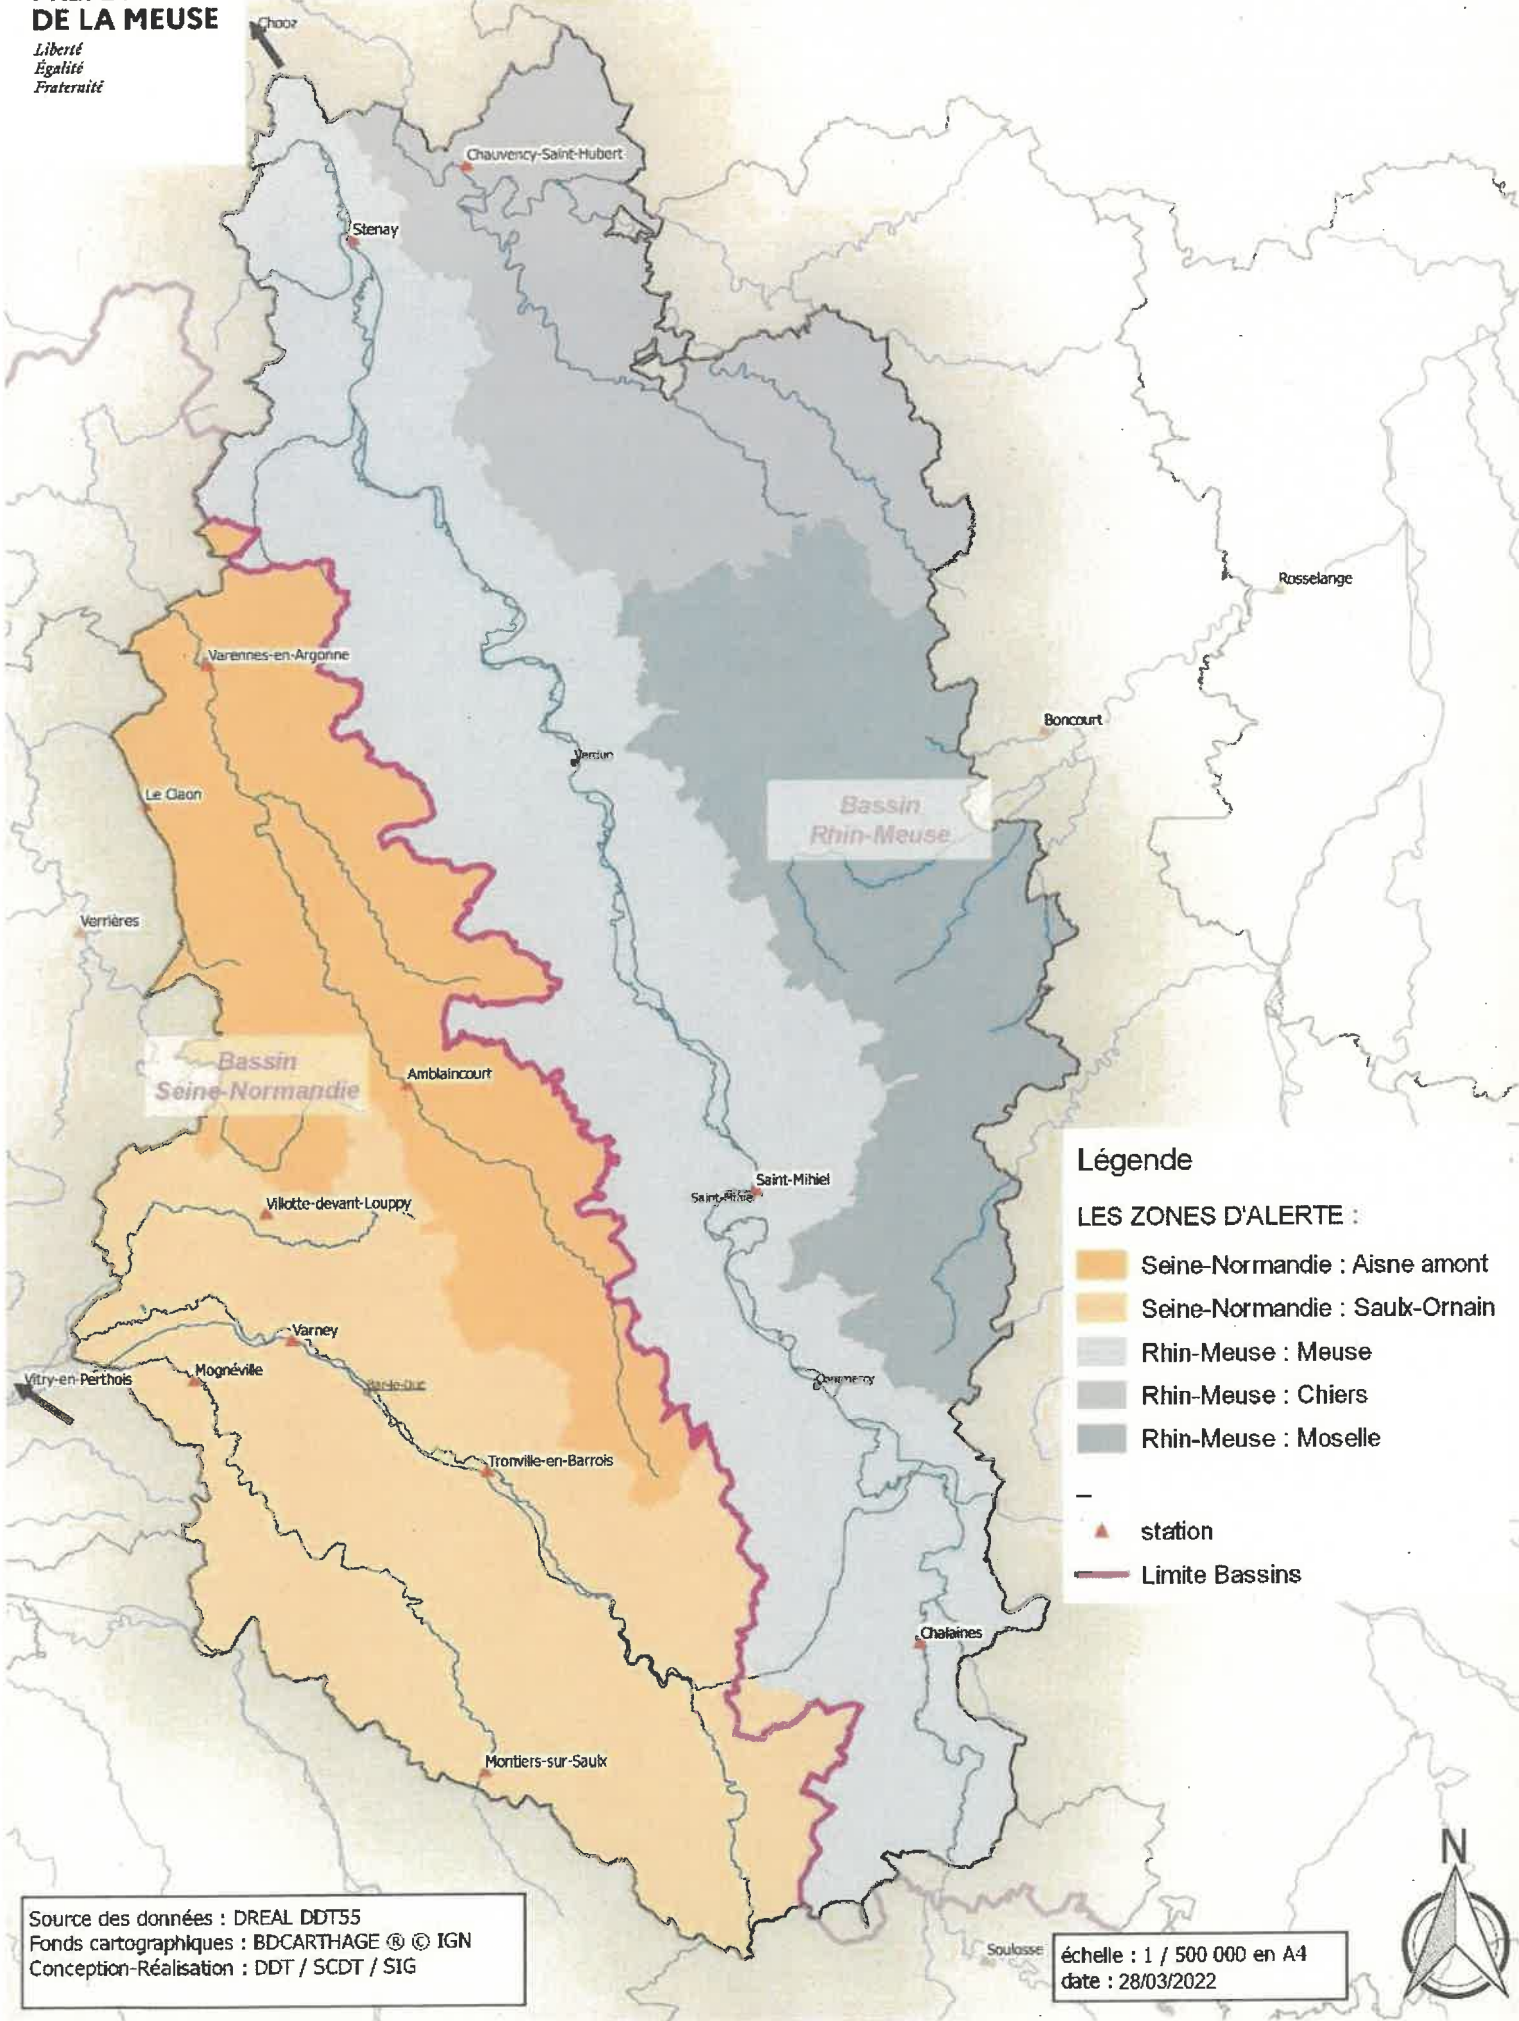 DE LA MEUSE
Liberté
Égalité
Fraternité
Chooz
Chauvency-Saint-Hubert
Stenay
Rosselange
Varennes-en-Argonne
Boncourt
Verdun
Le Claon
Bassin
Rhin-Meuse
Verrières
Bassin
Seine-Normandie
Amblaincourt
Saint-Mihiel
Saint-Mihiel
Villotte-devant-Louppy
Varney
Mognéville
Vitry-en-Perthois
Bar-le-Duc
Commercy
Tronville-en-Barrois
Chalaines
Montiers-sur-Saulx
Soulosse
Légende
LES ZONES D'ALERTE :
Seine-Normandie : Aisne amont
Seine-Normandie : Saulx-Ornain
Rhin-Meuse : Meuse
Rhin-Meuse : Chiers
Rhin-Meuse : Moselle
station
Limite Bassins
N
Source des données : DREAL DDT55
Fonds cartographiques : BDCARTHAGE ® © IGN
Conception-Réalisation : DDT / SCDT / SIG
échelle : 1 / 500 000 en A4
date : 28/03/2022